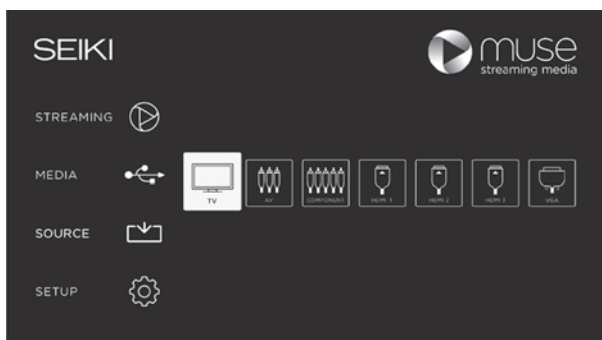 SEIKI
muse
streaming media
STREAMING
MEDIA
TV
AV
COMPONENT
HDMI 1
HDMI 2
HDMI 3
VGA
SOURCE
SETUP